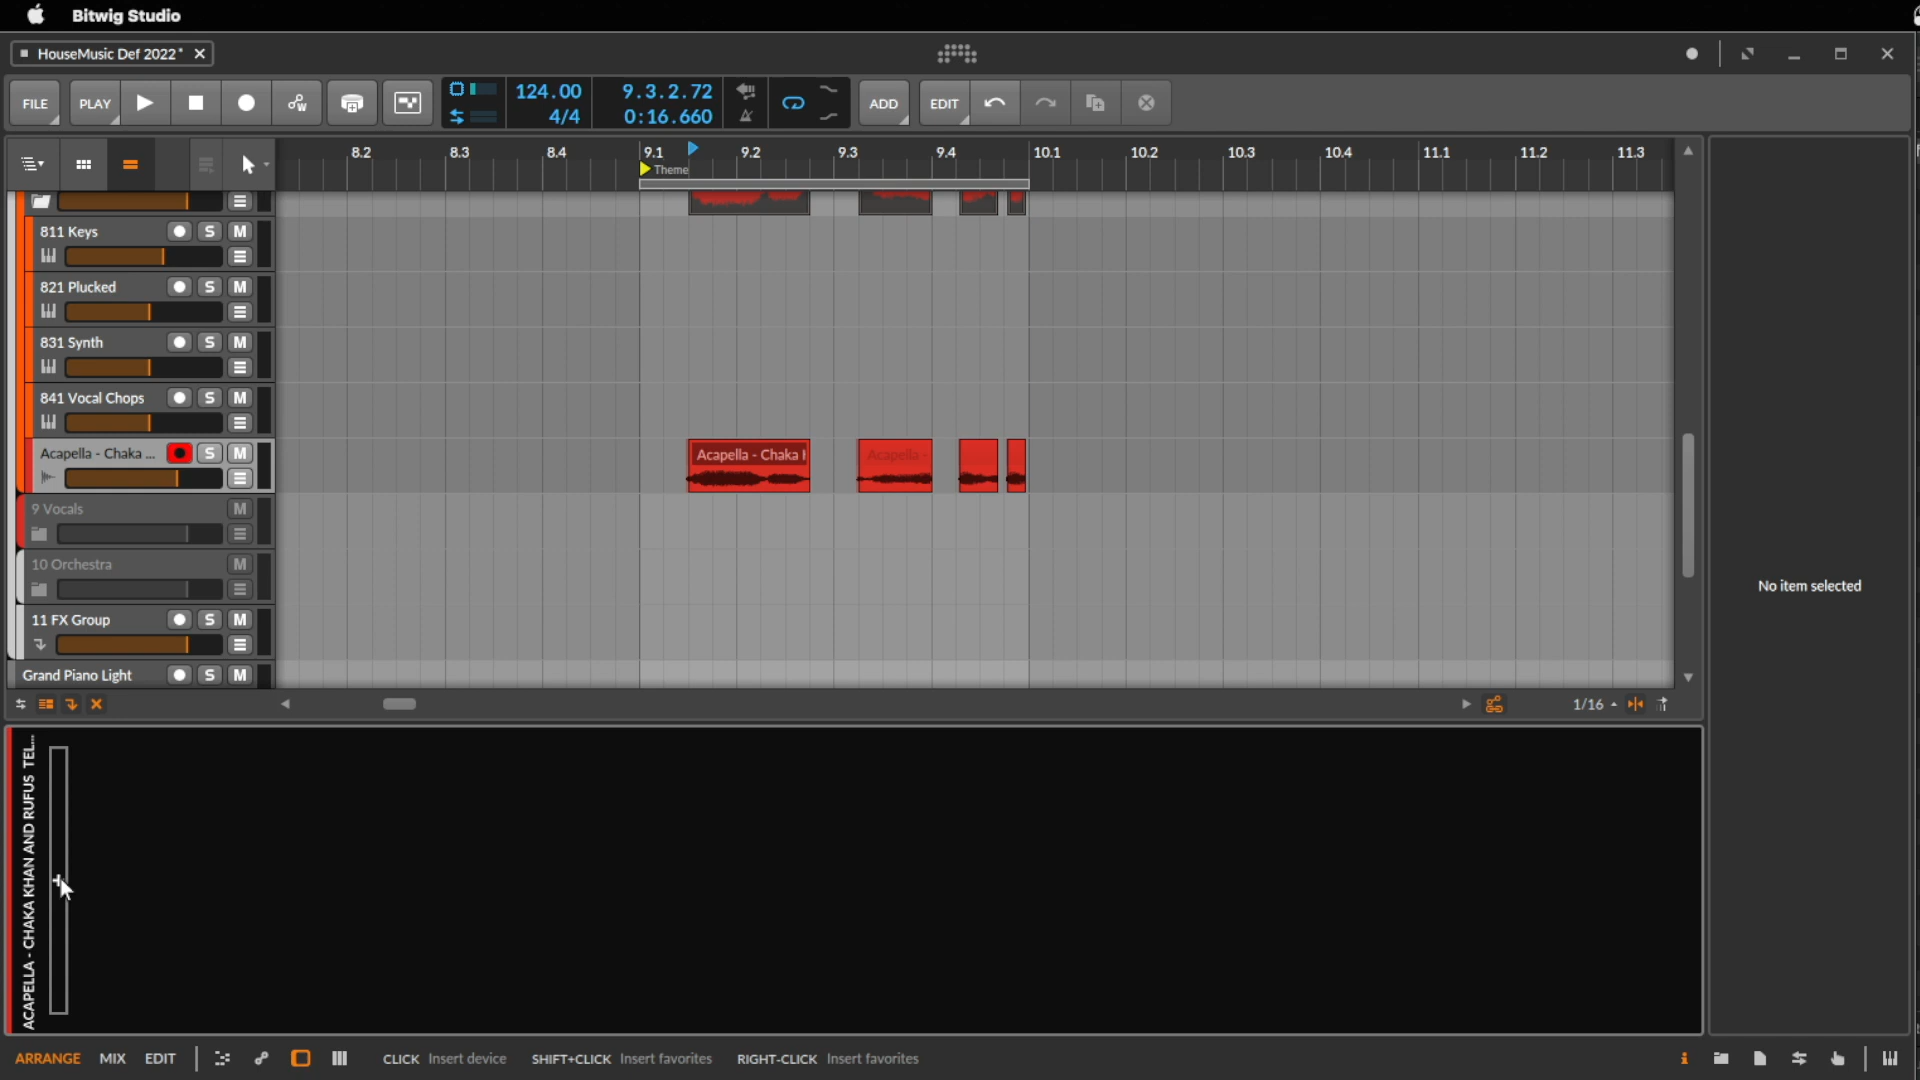 Bitwig Studio
HouseMusic Def 2022*
FILE
PLAY
124.00
4/4
9.3.2.72
0:16.660
ADD
EDIT
8.2 8.3 8.4 9.1 9.2 9.3 9.4 10.1 10.2 10.3 10.4 11.1 11.2 11.3
Theme
811 Keys S M
821 Plucked S M
831 Synth S M
841 Vocal Chops S M
Acapella - Chaka ... S M
Acapella - Chaka
Acapella -
9 Vocals M
10 Orchestra M
11 FX Group S M
Grand Piano Light S M
No item selected
1/16
ACAPELLA - CHAKA KHAN AND RUFUS TEL...
ARRANGE MIX EDIT
CLICK Insert device SHIFT+CLICK Insert favorites RIGHT-CLICK Insert favorites